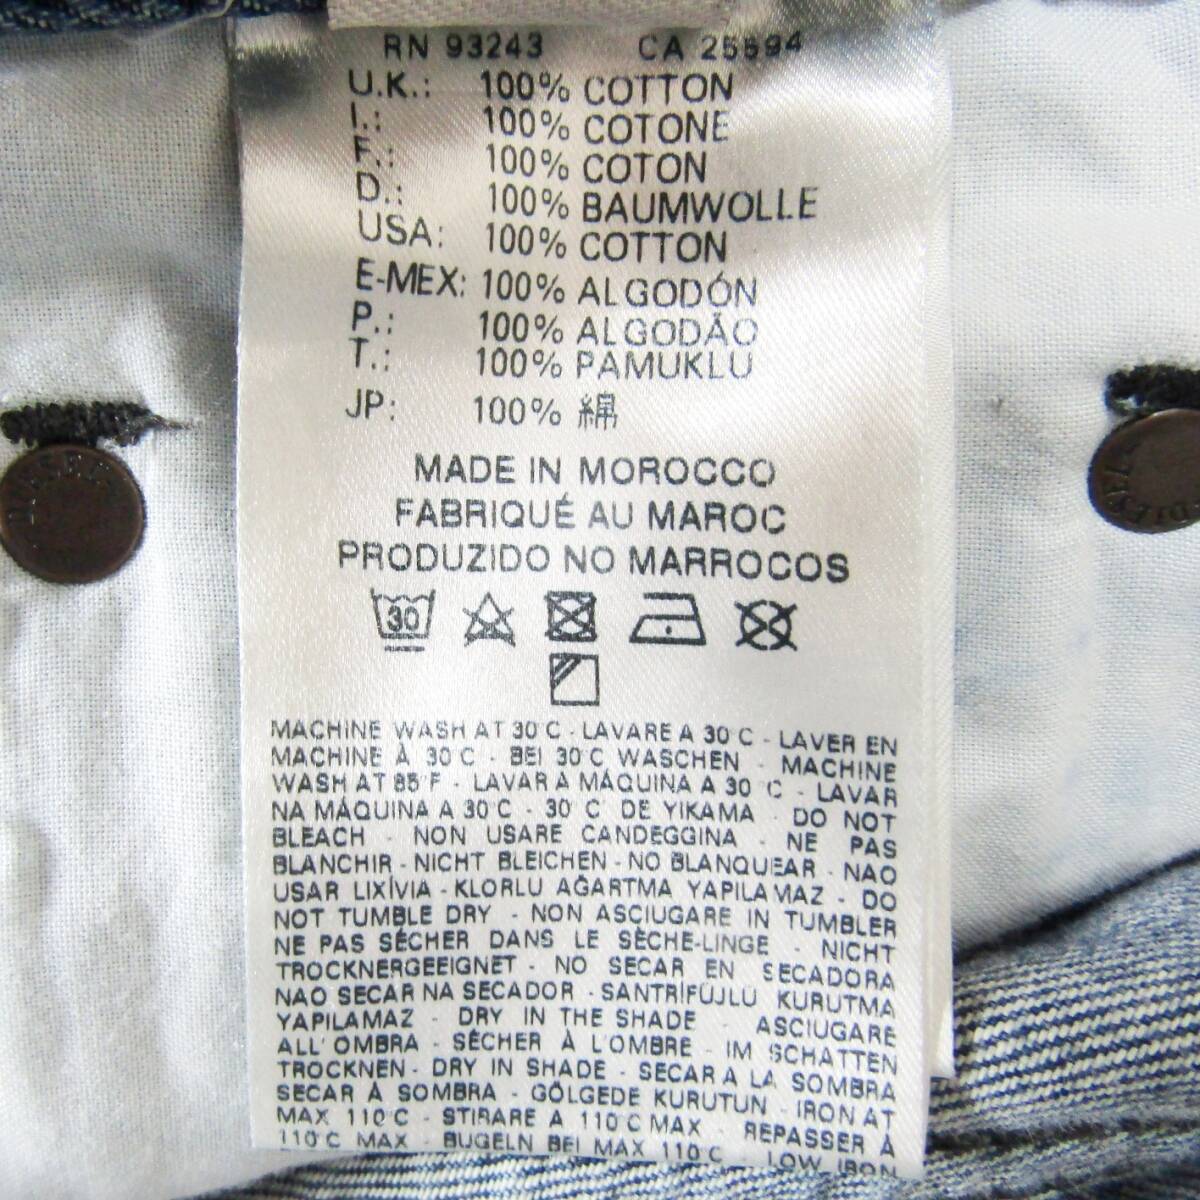 RN 93243 CA 25594
U.K.: 100% COTTON
I.: 100% COTONE
F.: 100% COTON
D.: 100% BAUMWOLLE
USA: 100% COTTON
E-MEX: 100% ALGODÓN
P.: 100% ALGODÃO
T.: 100% PAMUKLU
JP: 100% 綿
MADE IN MOROCCO
FABRIQUÉ AU MAROC
PRODUZIDO NO MARROCOS
30
MACHINE WASH AT 30°C - LAVARE A 30°C - LAVER EN
MACHINE À 30°C - BEI 30°C WASCHEN - MACHINE
WASH AT 85°F - LAVAR A MÁQUINA A 30°C - LAVAR
NA MÁQUINA A 30°C - 30°C' DE YIKAMA - DO NOT
BLEACH - NON USARE CANDEGGINA - NE PAS
BLANCHIR - NICHT BLEICHEN - NO BLANQUEAR - NAO
USAR LIXÍVIA - KLORLU AĞARTMA YAPILAMAZ - DO
NOT TUMBLE DRY - NON ASCIUGARE IN TUMBLER
NE PAS SÉCHER DANS LE SÈCHE-LINGE - NICHT
TROCKNERGEEIGNET - NO SECAR EN SECADORA
NAO SECAR NA SECADOR - SANTRİFÜJLÜ KURUTMA
YAPILAMAZ - DRY IN THE SHADE - ASCIUGARE
ALL'OMBRA - SÉCHER À L'OMBRE - IM SCHATTEN
TROCKNEN - DRY IN SHADE - SECAR A LA SOMBRA
SECAR À SOMBRA - GÖLGEDE KURUTUN - IRON AT
MAX 110°C - STIRARE A 110°C MAX - REPASSER À
110°C MAX - BUGELN BEI MAX 110°C - LOW IRON
DIESEL
DIESEL